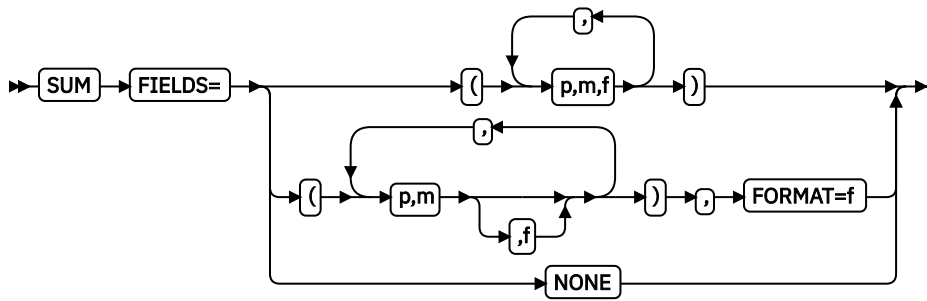 ,
SUM FIELDS= ( p,m,f )
,
( p,m ) , FORMAT=f
,f
NONE